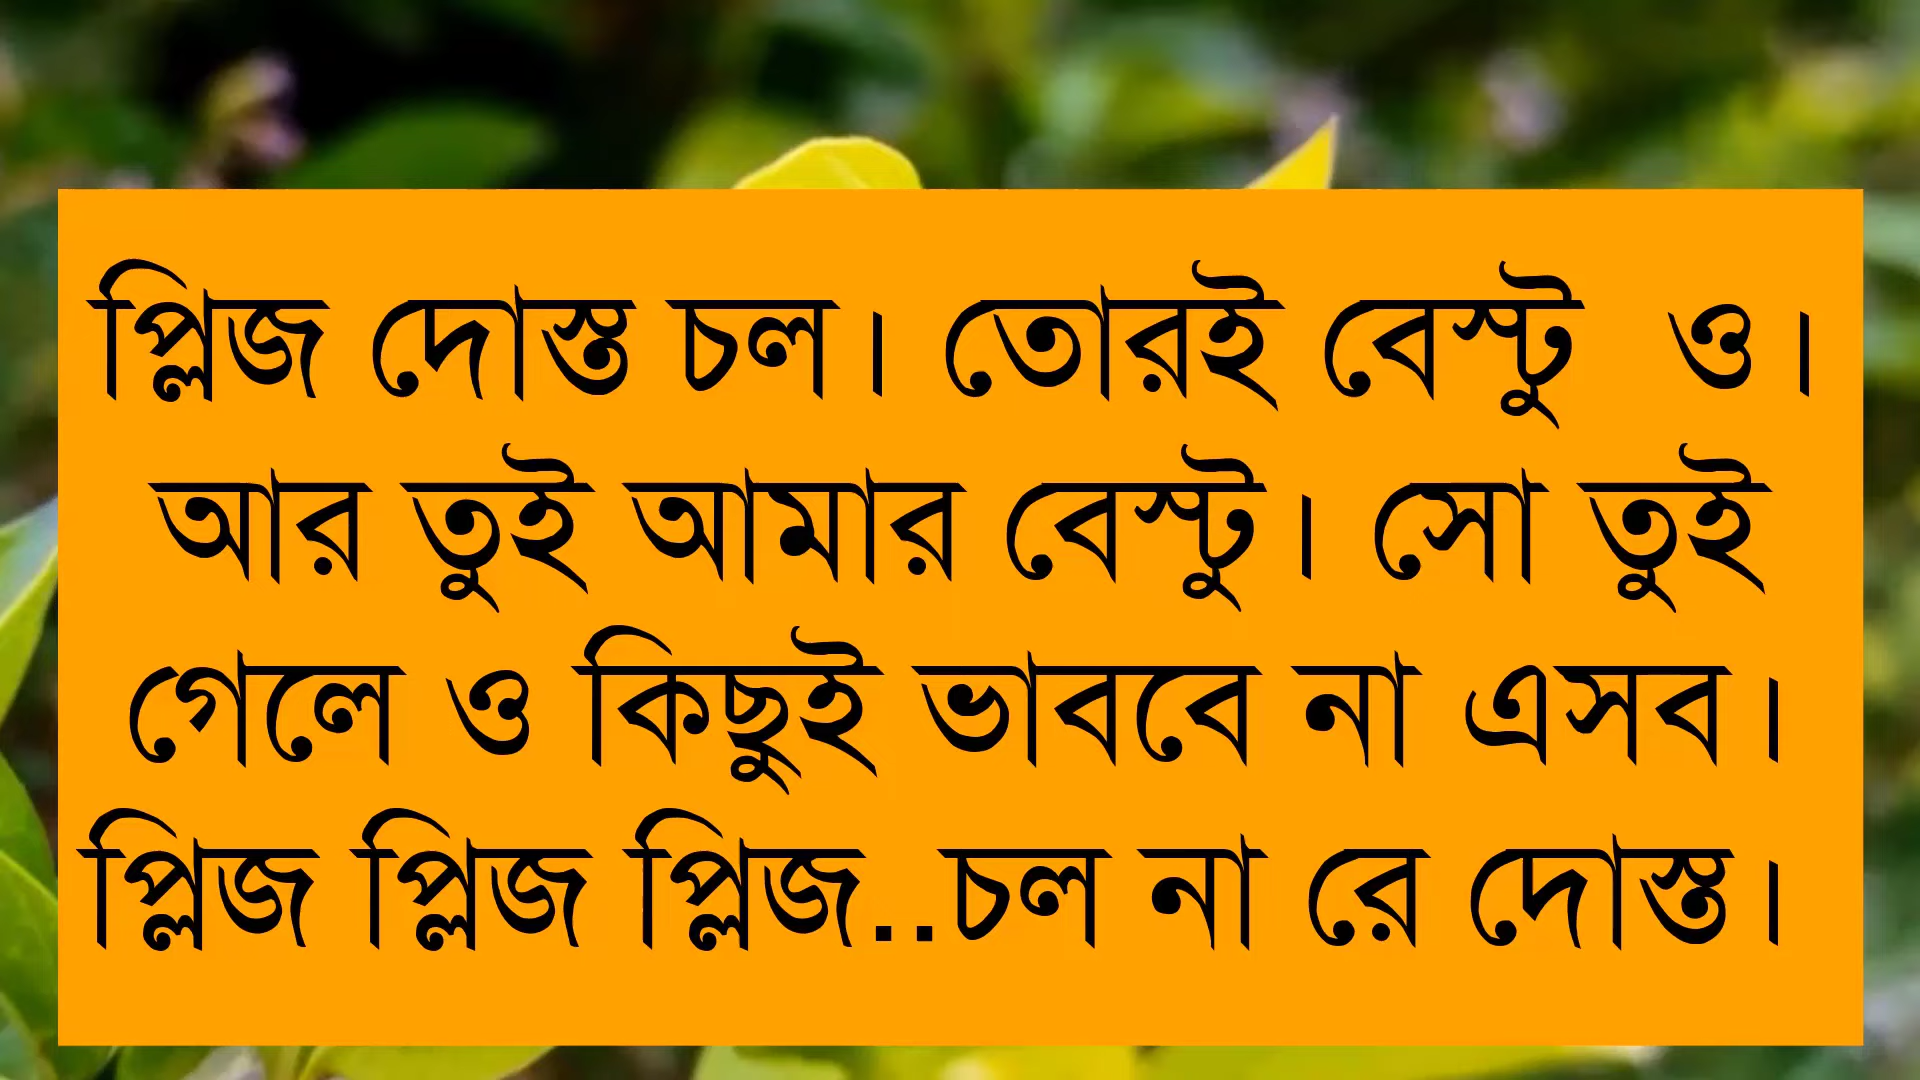 প্লিজ দোস্ত চল। তোরই বেস্টু  ও।
আর তুই আমার বেস্টু। সো তুই
গেলে ও কিছুই ভাববে না এসব।
প্লিজ প্লিজ প্লিজ..চল না রে দোস্ত।